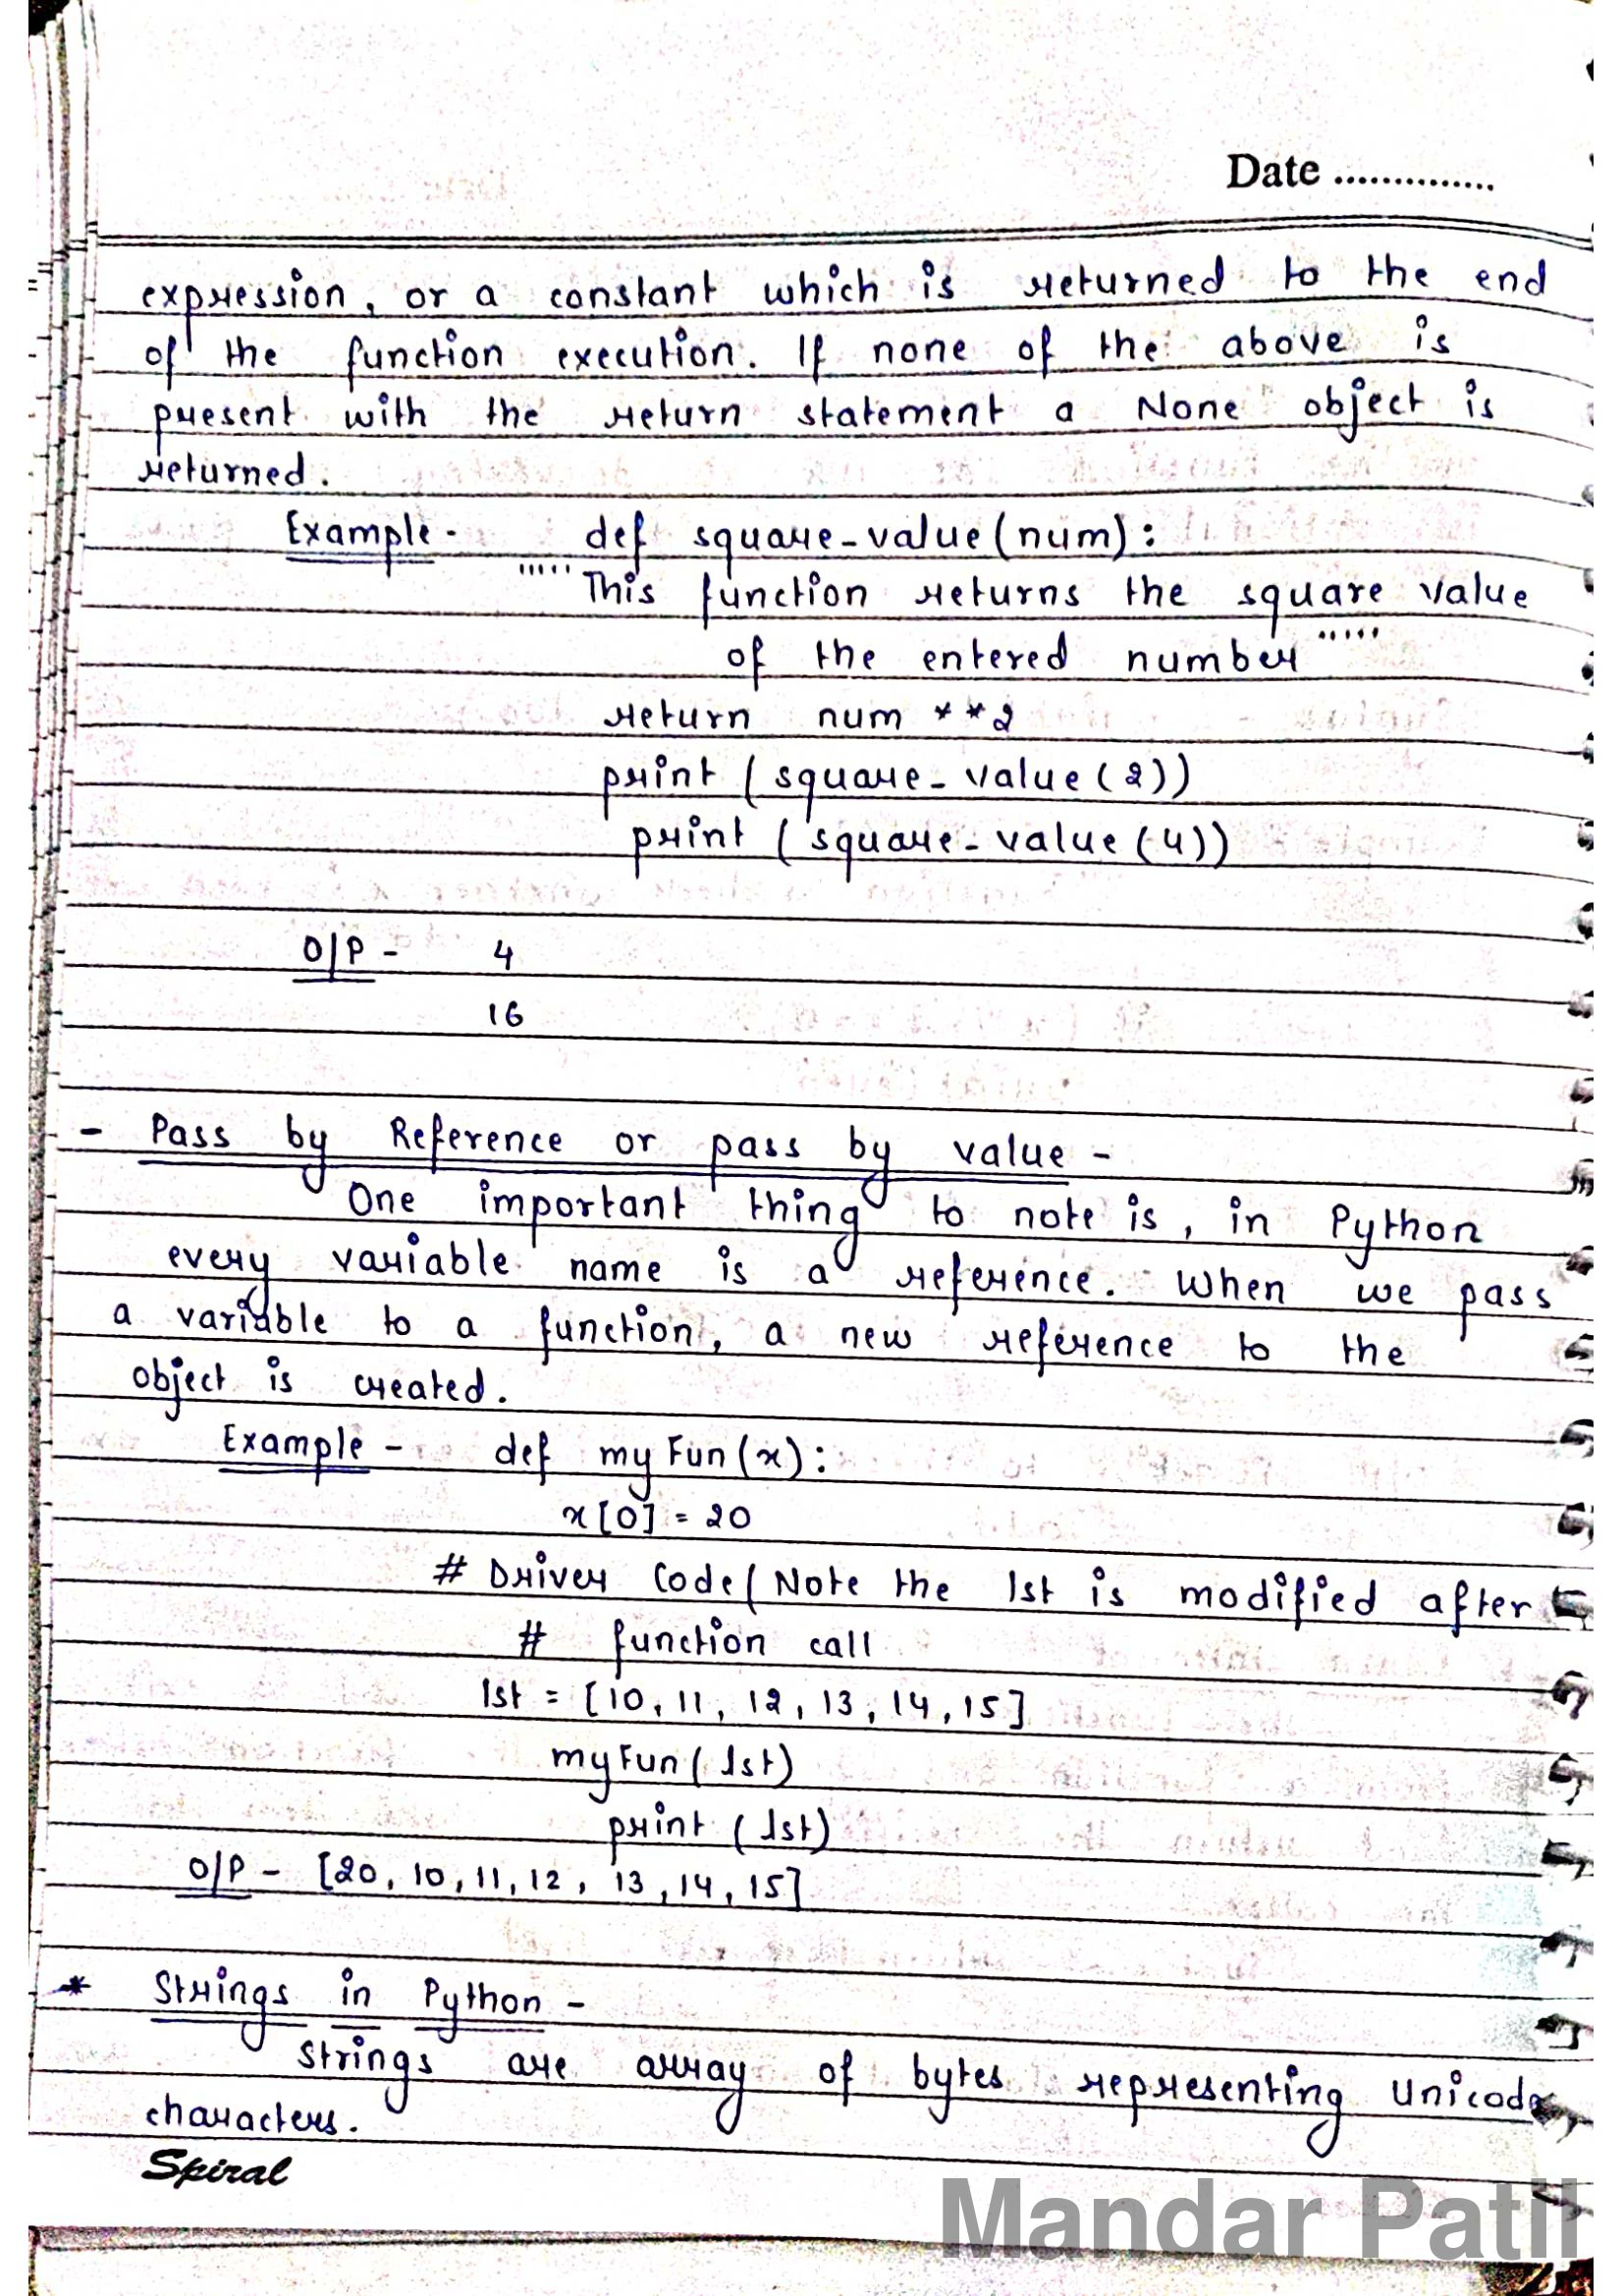 Date ..............
expression, or a constant which is returned to the end
of the function execution. If none of the above is
present with the return statement a None object is
returned.
Example - def square-value(num):
""""" This function returns the square value
of the entered number """""
return num **2
print (square-value(2))
print (square-value(4))
O/P - 4
16
- Pass by Reference or pass by value -
One important thing to note is, in Python
every variable name is a reference. When we pass
a variable to a function, a new reference to the
object is created.
Example - def myFun(x):
x[0] = 20
# Driver Code( Note the lst is modified after
# function call
lst = [10, 11, 12, 13, 14, 15]
myFun( lst)
print (lst)
O/P - [20, 10, 11, 12, 13, 14, 15]
* Strings in Python -
Strings are array of bytes representing Unicode
characters.
Spiral
Mandar Patil